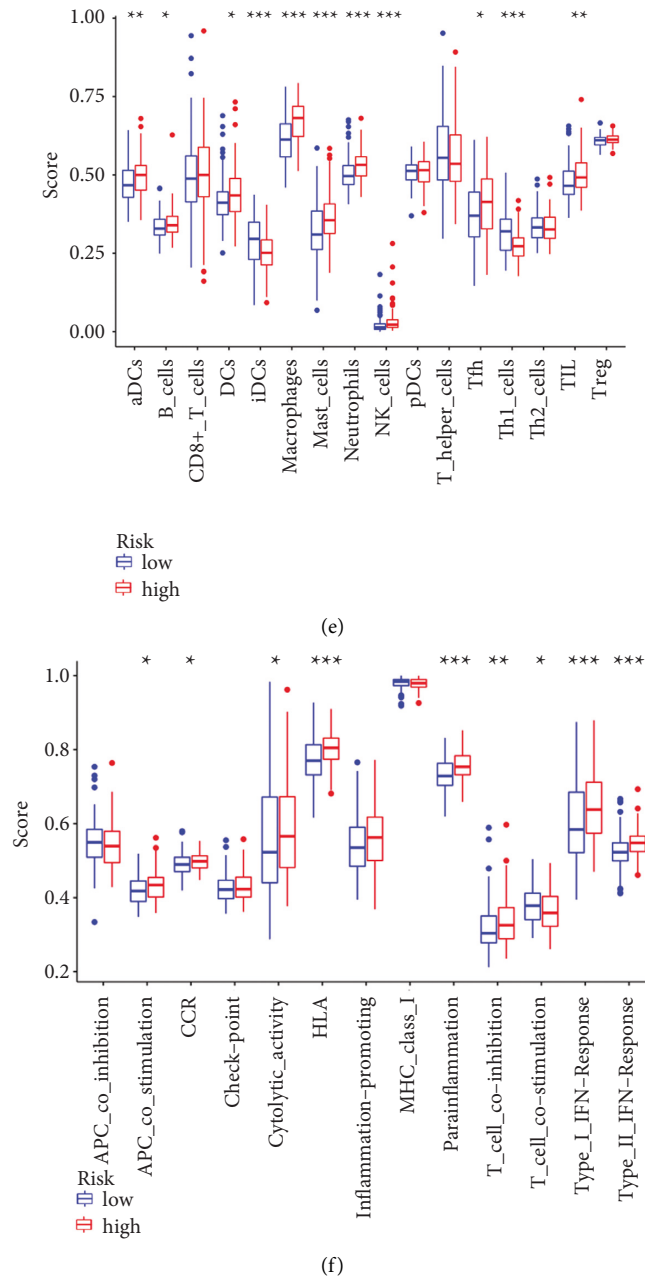 ** * * *** *** *** *** *** * *** **
1.00
0.75
0.50
0.25
0.00
Score
aDCs
B_cells
CD8+_T_cells
DCs
iDCs
Macrophages
Mast_cells
Neutrophils
NK_cells
pDCs
T_helper_cells
Tfh
Th1_cells
Th2_cells
TIL
Treg
Risk
low
high
(e)
* * * *** *** ** * *** ***
1.0
0.8
0.6
0.4
0.2
Score
APC_co_inhibition
APC_co_stimulation
CCR
Check-point
Cytolytic_activity
HLA
Inflammation-promoting
MHC_class_I
Parainflammation
T_cell_co-inhibition
T_cell_co-stimulation
Type_I_IFN-Response
Type_II_IFN-Response
Risk
low
high
(f)